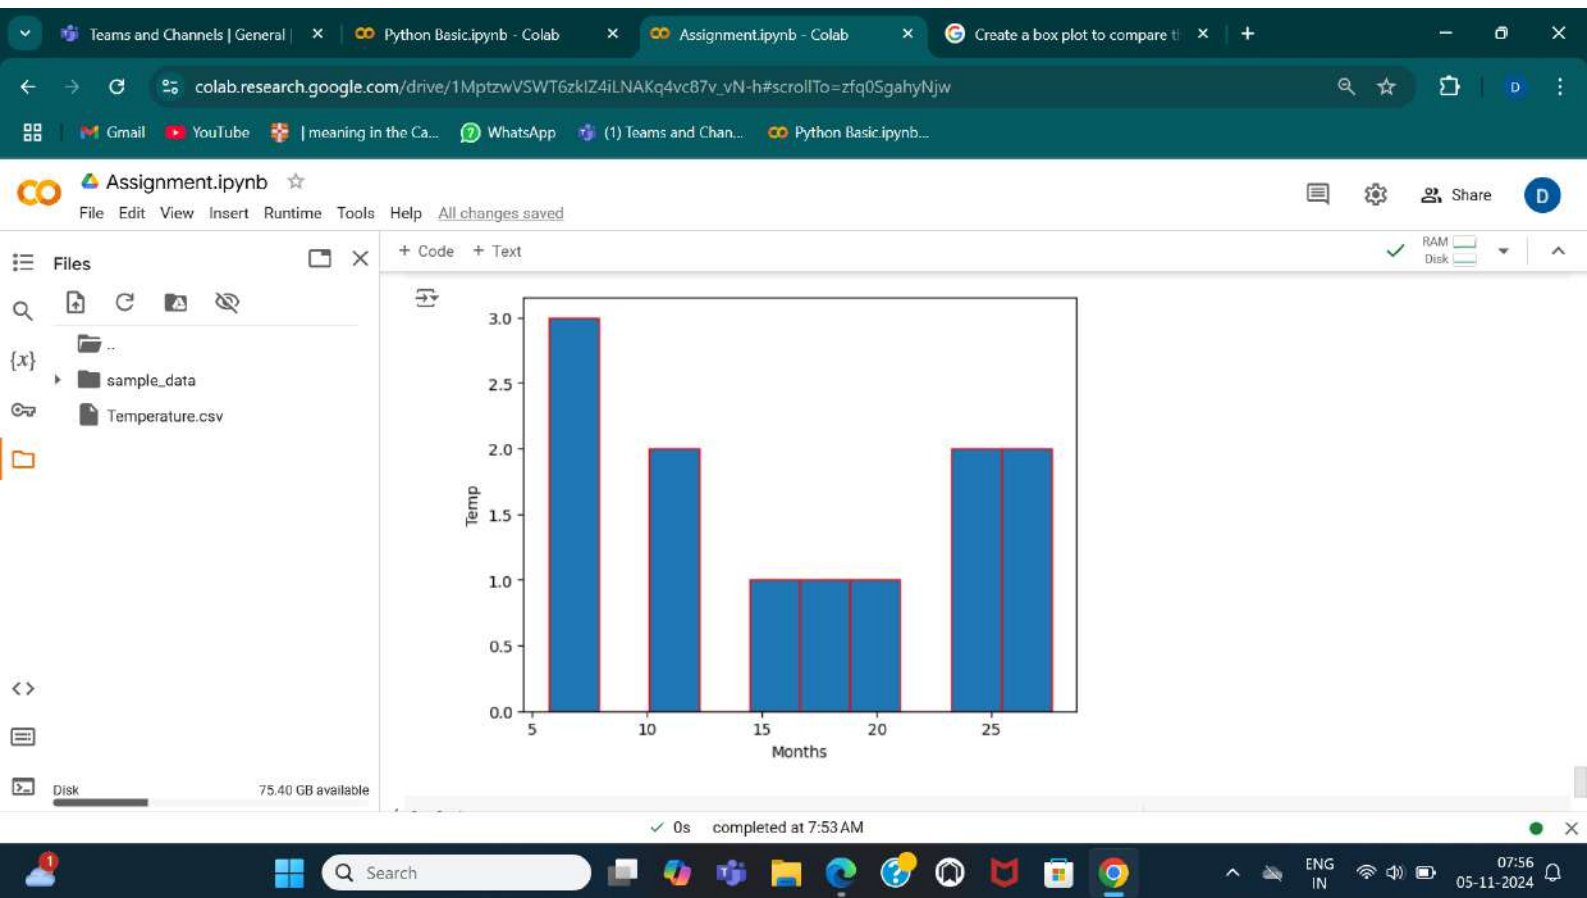 Teams and Channels | General |
Python Basic.ipynb - Colab
Assignment.ipynb - Colab
Create a box plot to compare t
colab.research.google.com/drive/1MptzwVSWT6zkIZ4iLNAKq4vc87v_vN-h#scrollTo=zfq0SgahyNjw
D
Gmail
YouTube
| meaning in the Ca...
WhatsApp
(1) Teams and Chan...
Python Basic.ipynb...
CO
Assignment.ipynb
File Edit View Insert Runtime Tools Help All changes saved
Share
D
Files
+ Code + Text
RAM
Disk
{x}
..
sample_data
Temperature.csv
3.0
2.5
2.0
1.5
1.0
0.5
0.0
Temp
5 10 15 20 25
Months
Disk 75.40 GB available
0s completed at 7:53 AM
1
Search
ENG
IN
07:56
05-11-2024